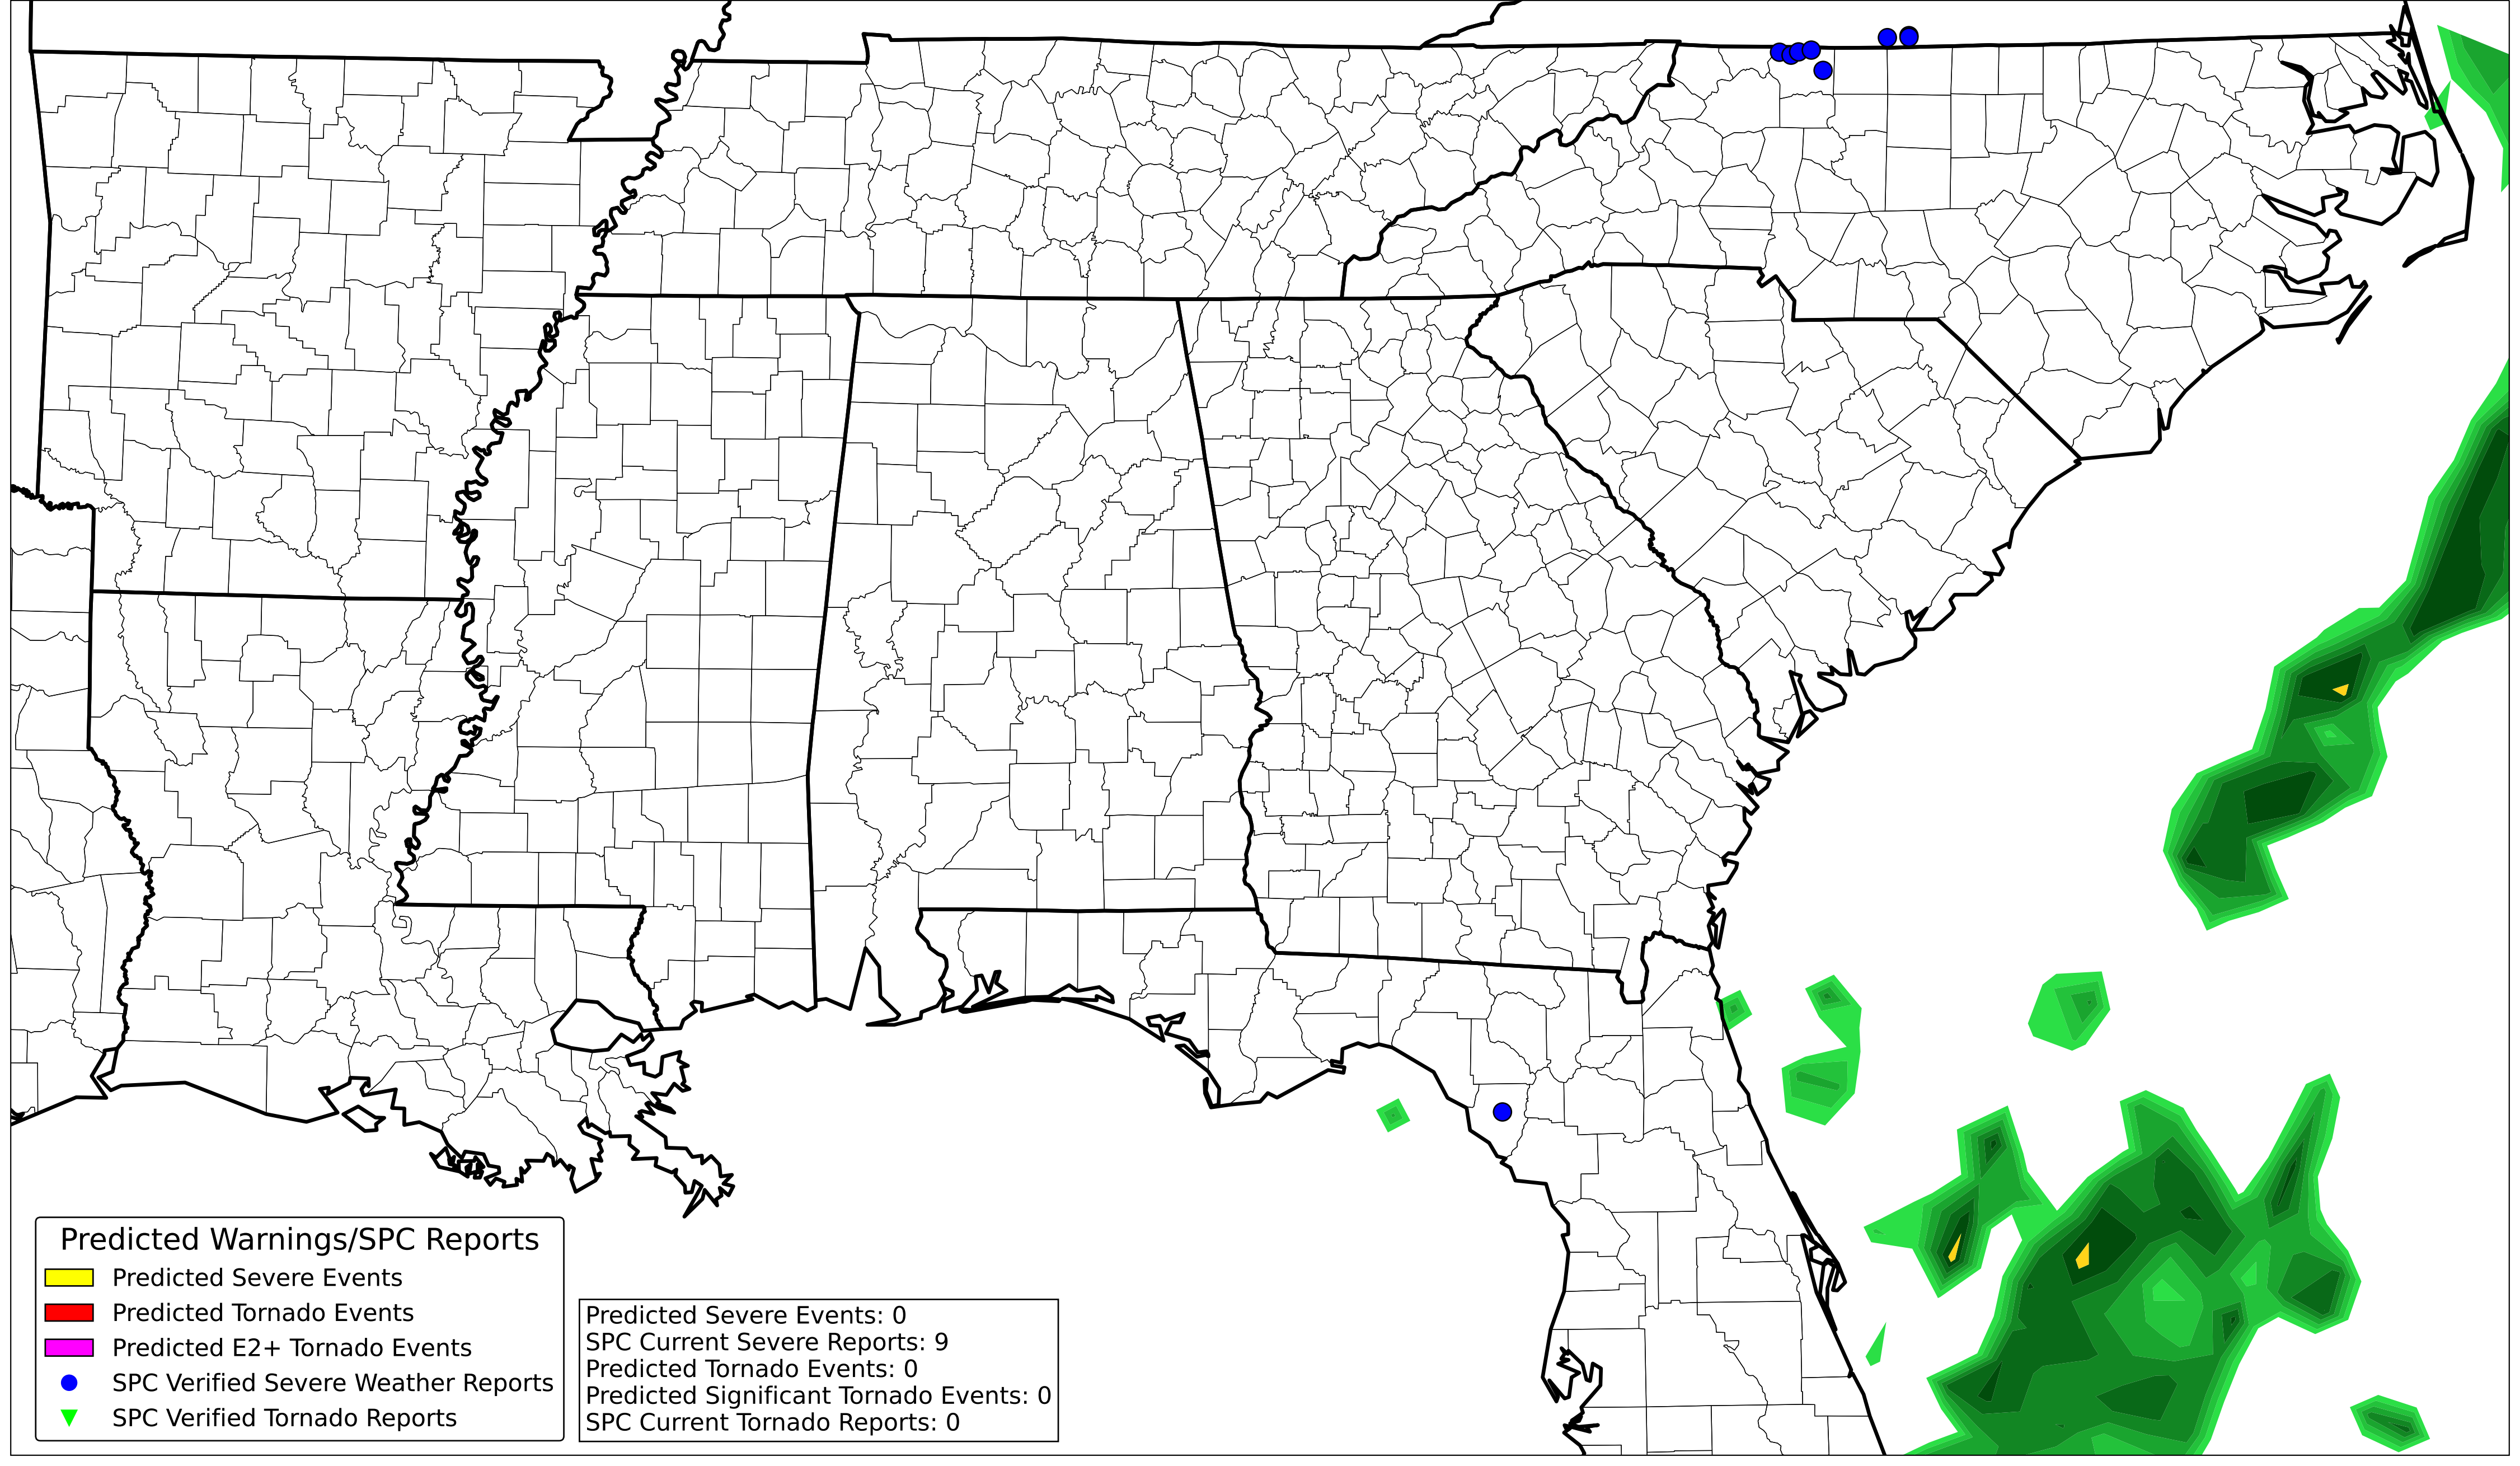 Predicted Warnings/SPC Reports
Predicted Severe Events
Predicted Tornado Events
Predicted E2+ Tornado Events
SPC Verified Severe Weather Reports
SPC Verified Tornado Reports
Predicted Severe Events: 0
SPC Current Severe Reports: 9
Predicted Tornado Events: 0
Predicted Significant Tornado Events: 0
SPC Current Tornado Reports: 0